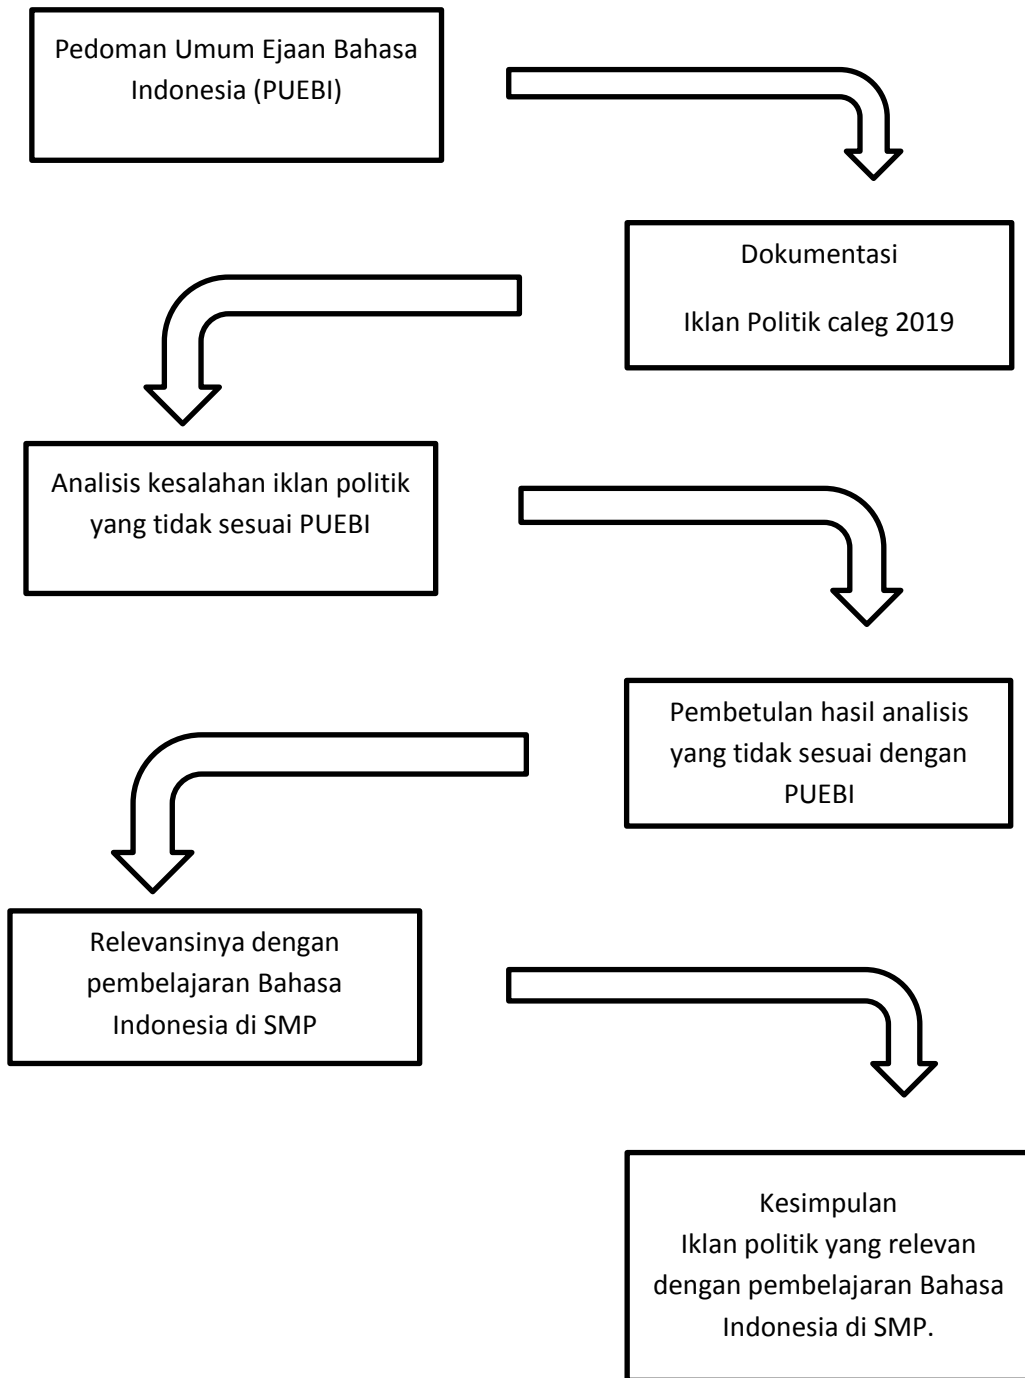 Pedoman Umum Ejaan Bahasa
Indonesia (PUEBI)
Dokumentasi
Iklan Politik caleg 2019
Analisis kesalahan iklan politik
yang tidak sesuai PUEBI
Pembetulan hasil analisis
yang tidak sesuai dengan
PUEBI
Relevansinya dengan
pembelajaran Bahasa
Indonesia di SMP
Kesimpulan
Iklan politik yang relevan
dengan pembelajaran Bahasa
Indonesia di SMP.